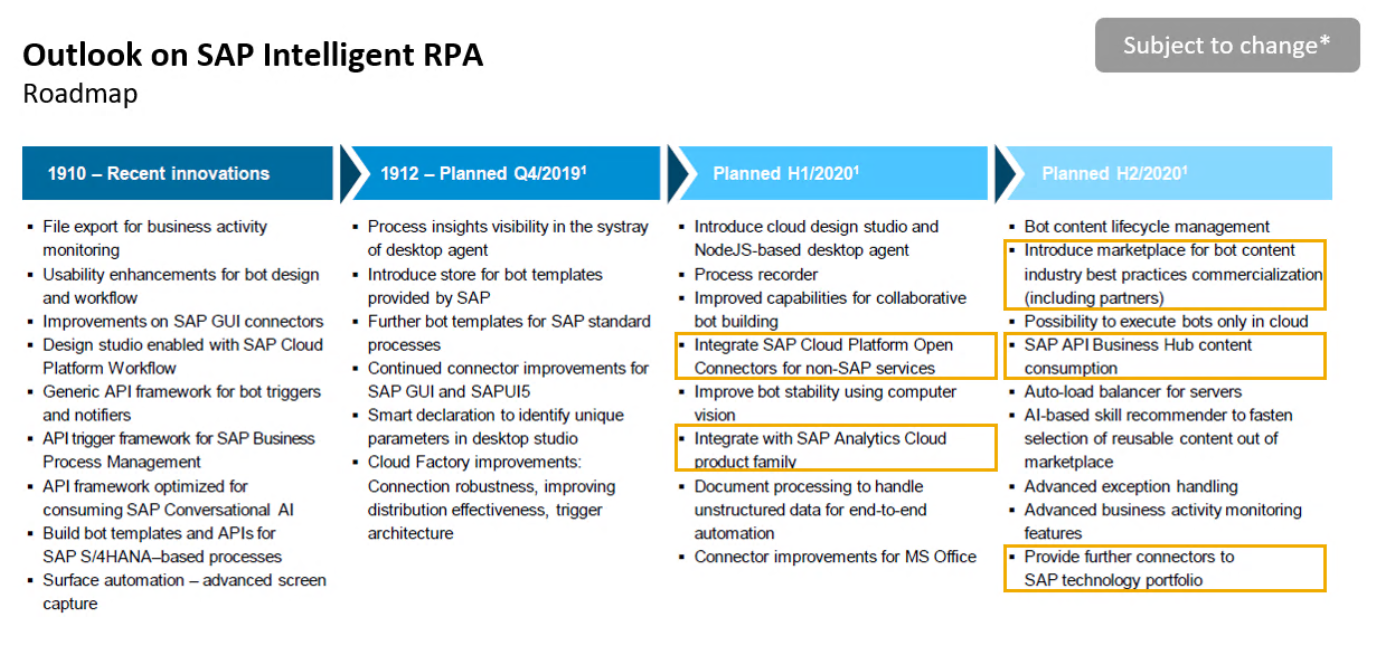 Outlook on SAP Intelligent RPA
Roadmap
Subject to change*
1910 – Recent innovations
▪ File export for business activity
monitoring
▪ Usability enhancements for bot design
and workflow
▪ Improvements on SAP GUI connectors
▪ Design studio enabled with SAP Cloud
Platform Workflow
▪ Generic API framework for bot triggers
and notifiers
▪ API trigger framework for SAP Business
Process Management
▪ API framework optimized for
consuming SAP Conversational AI
▪ Build bot templates and APIs for
SAP S/4HANA–based processes
▪ Surface automation – advanced screen
capture
1912 – Planned Q4/2019¹
▪ Process insights visibility in the systray
of desktop agent
▪ Introduce store for bot templates
provided by SAP
▪ Further bot templates for SAP standard
processes
▪ Continued connector improvements for
SAP GUI and SAPUI5
▪ Smart declaration to identify unique
parameters in desktop studio
▪ Cloud Factory improvements:
Connection robustness, improving
distribution effectiveness, trigger
architecture
Planned H1/2020¹
▪ Introduce cloud design studio and
NodeJS-based desktop agent
▪ Process recorder
▪ Improved capabilities for collaborative
bot building
▪ Integrate SAP Cloud Platform Open
Connectors for non-SAP services
▪ Improve bot stability using computer
vision
▪ Integrate with SAP Analytics Cloud
product family
▪ Document processing to handle
unstructured data for end-to-end
automation
▪ Connector improvements for MS Office
Planned H2/2020¹
▪ Bot content lifecycle management
▪ Introduce marketplace for bot content
industry best practices commercialization
(including partners)
▪ Possibility to execute bots only in cloud
▪ SAP API Business Hub content
consumption
▪ Auto-load balancer for servers
▪ AI-based skill recommender to fasten
selection of reusable content out of
marketplace
▪ Advanced exception handling
▪ Advanced business activity monitoring
features
▪ Provide further connectors to
SAP technology portfolio